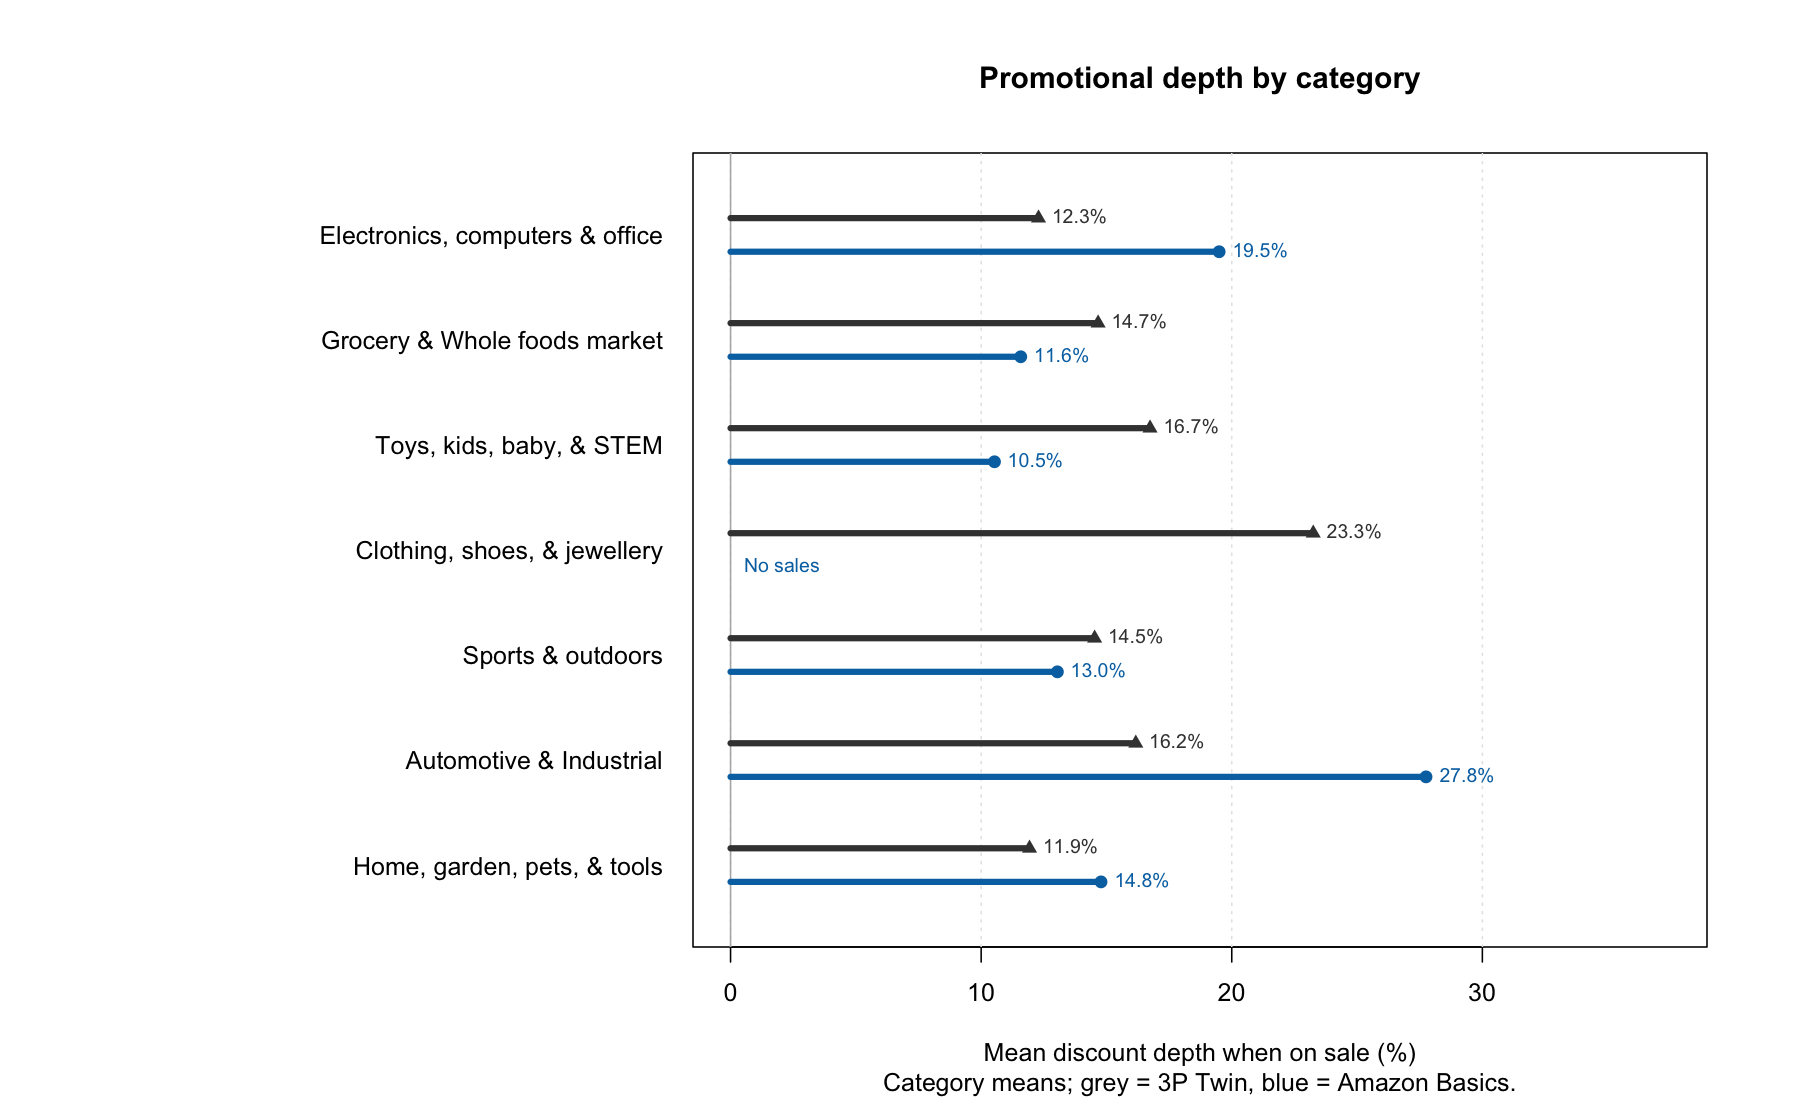 Promotional depth by category
12.3%
Electronics, computers & office
19.5%
14.7%
Grocery & Whole foods market
11.6%
16.7%
Toys, kids, baby, & STEM
10.5%
23.3%
Clothing, shoes, & jewellery
No sales
14.5%
Sports & outdoors
13.0%
16.2%
Automotive & Industrial
27.8%
11.9%
Home, garden, pets, & tools
14.8%
0 10 20 30
Mean discount depth when on sale (%)
Category means; grey = 3P Twin, blue = Amazon Basics.